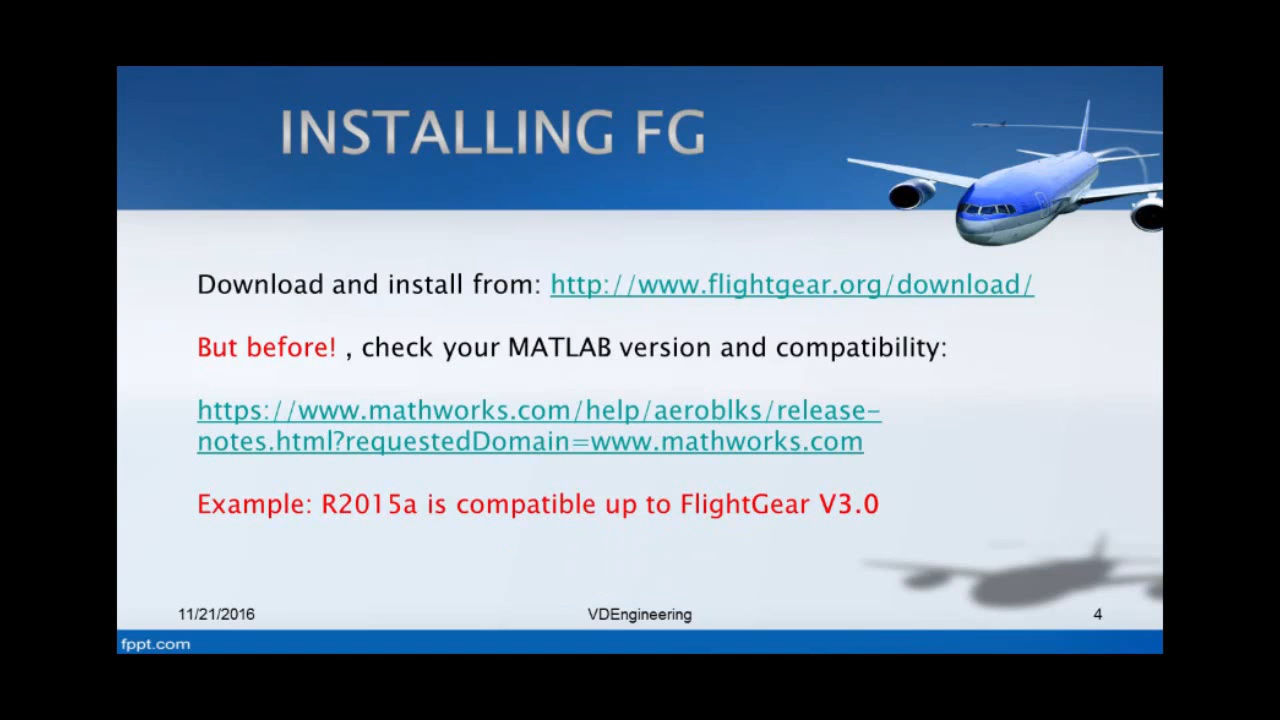 INSTALLING FG
Download and install from: http://www.flightgear.org/download/
But before! , check your MATLAB version and compatibility:
https://www.mathworks.com/help/aeroblks/release-
notes.html?requestedDomain=www.mathworks.com
Example: R2015a is compatible up to FlightGear V3.0
11/21/2016 VDEngineering 4
fppt.com